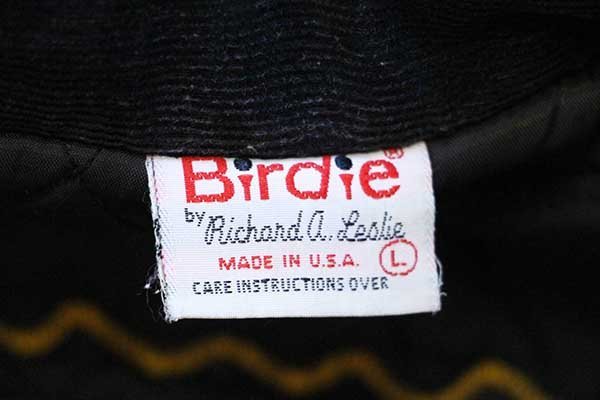 Birdie®
by Richard A. Leslie
MADE IN U.S.A. L
CARE INSTRUCTIONS OVER